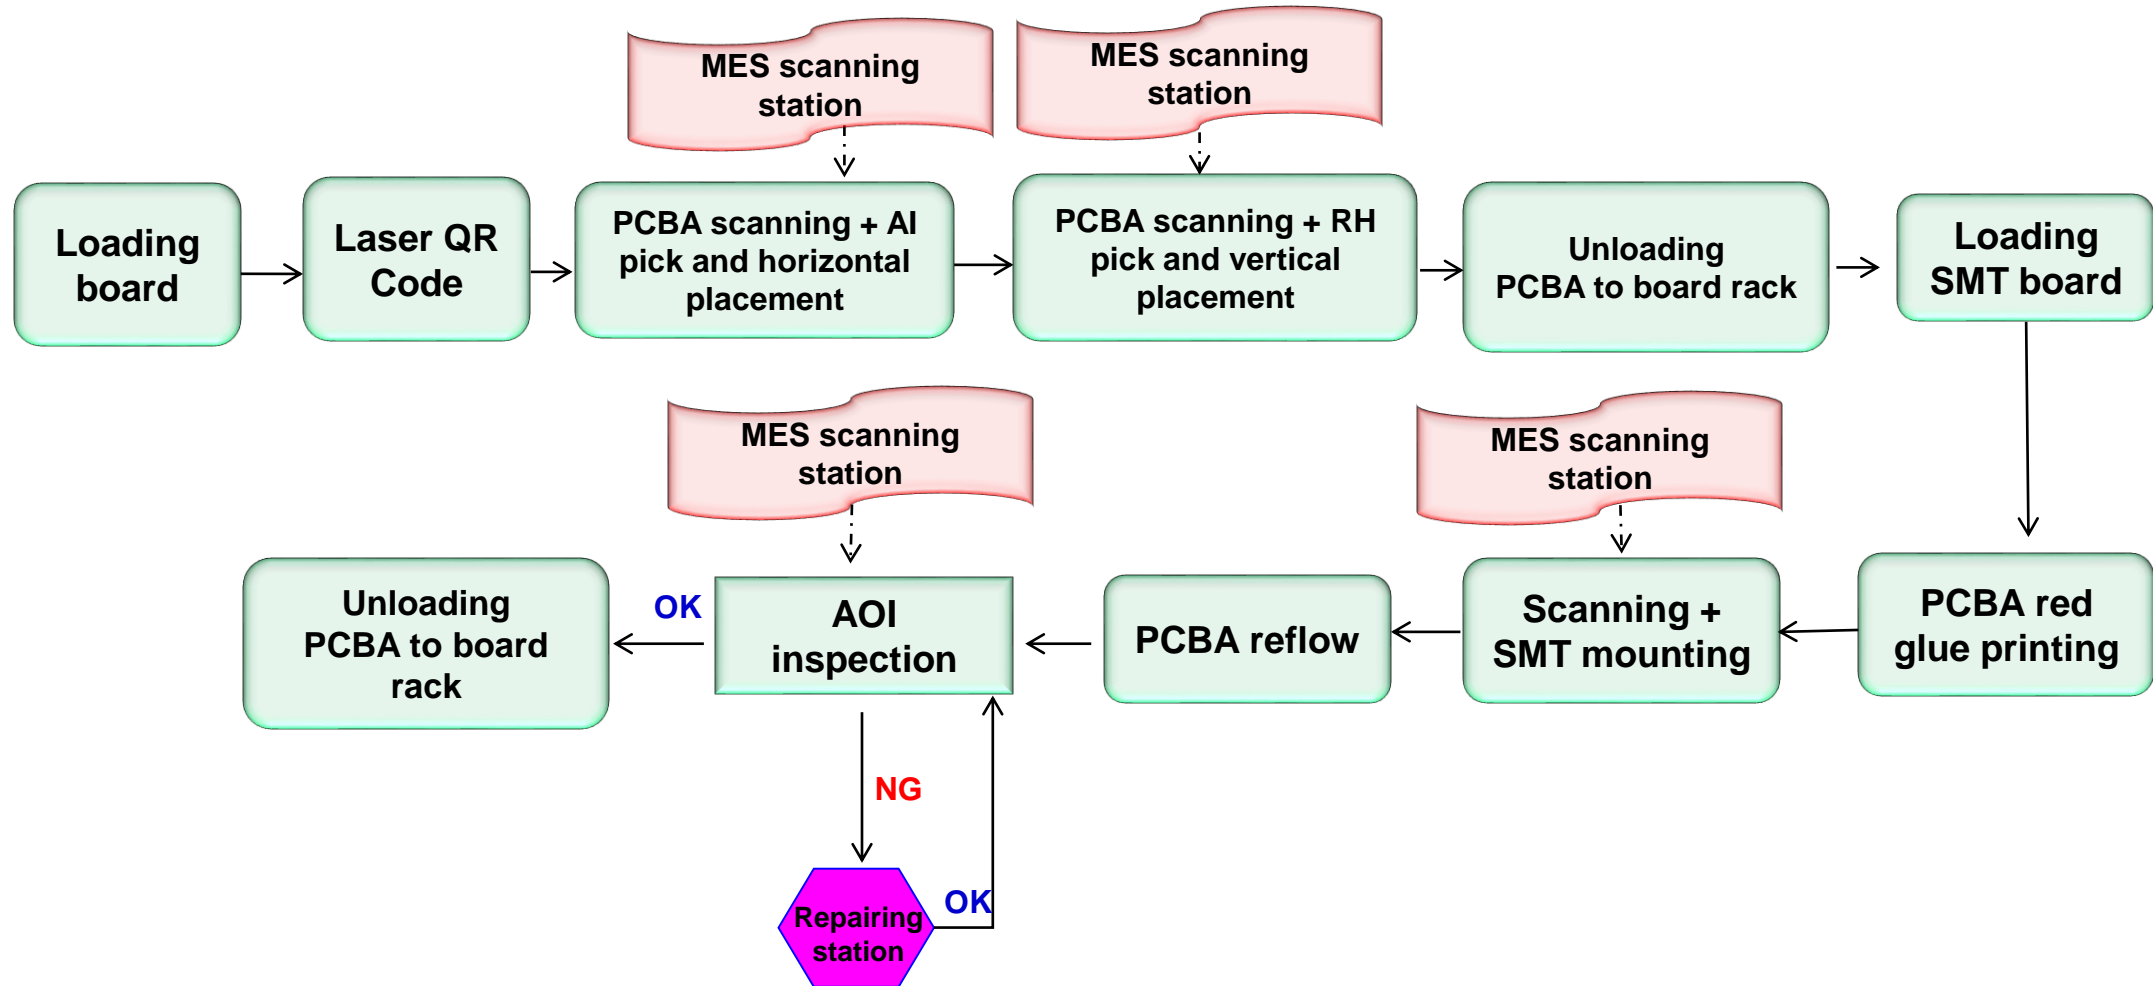 MES scanning
station
MES scanning
station
Loading
board
Laser QR
Code
PCBA scanning + AI
pick and horizontal
placement
PCBA scanning + RH
pick and vertical
placement
Unloading
PCBA to board rack
Loading
SMT board
MES scanning
station
MES scanning
station
Unloading
PCBA to board
rack
OK
AOI
inspection
PCBA reflow
Scanning +
SMT mounting
PCBA red
glue printing
NG
OK
Repairing
station